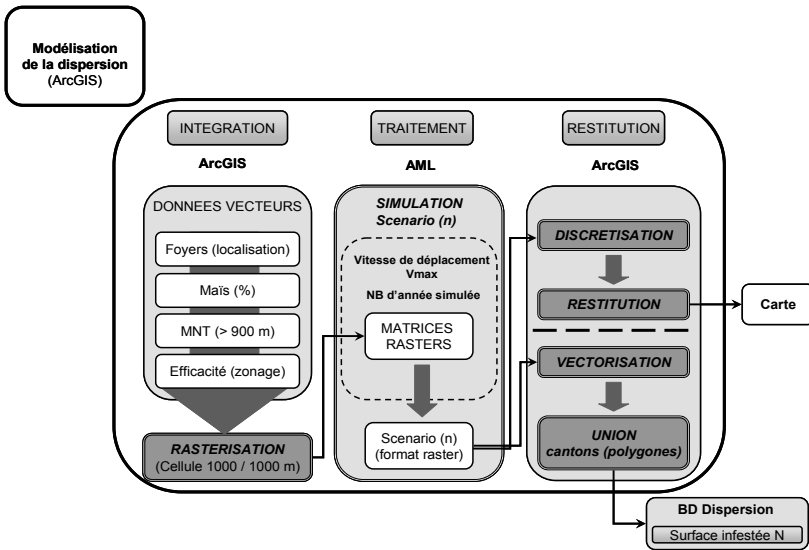 Modélisation
de la dispersion
(ArcGIS)
INTEGRATION
ArcGIS
DONNEES VECTEURS
Foyers (localisation)
Maïs (%)
MNT (> 900 m)
Efficacité (zonage)
RASTERISATION
(Cellule 1000 / 1000 m)
TRAITEMENT
AML
SIMULATION
Scenario (n)
Vitesse de déplacement
Vmax
NB d'année simulée
MATRICES
RASTERS
Scenario (n)
(format raster)
RESTITUTION
ArcGIS
DISCRETISATION
RESTITUTION
VECTORISATION
UNION
cantons (polygones)
Carte
BD Dispersion
Surface infestée N